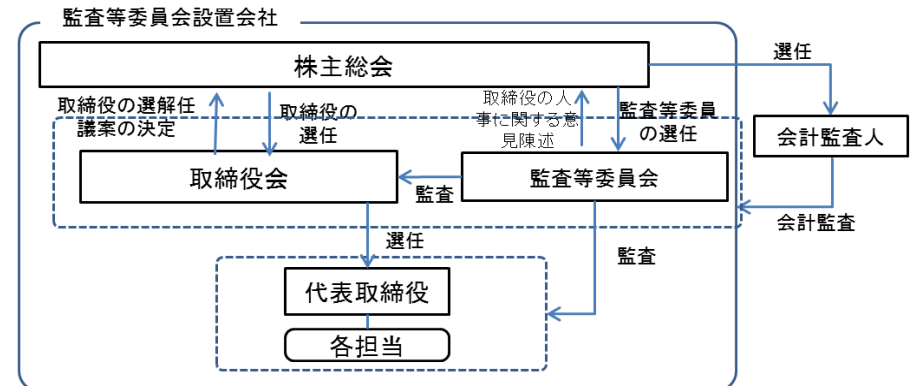 監査等委員会設置会社
株主総会
選任
取締役の選解任
議案の決定
取締役の
選任
取締役の人
事に関する意
見陳述
監査等委員
の選任
会計監査人
取締役会
監査
監査等委員会
会計監査
選任
監査
代表取締役
各担当